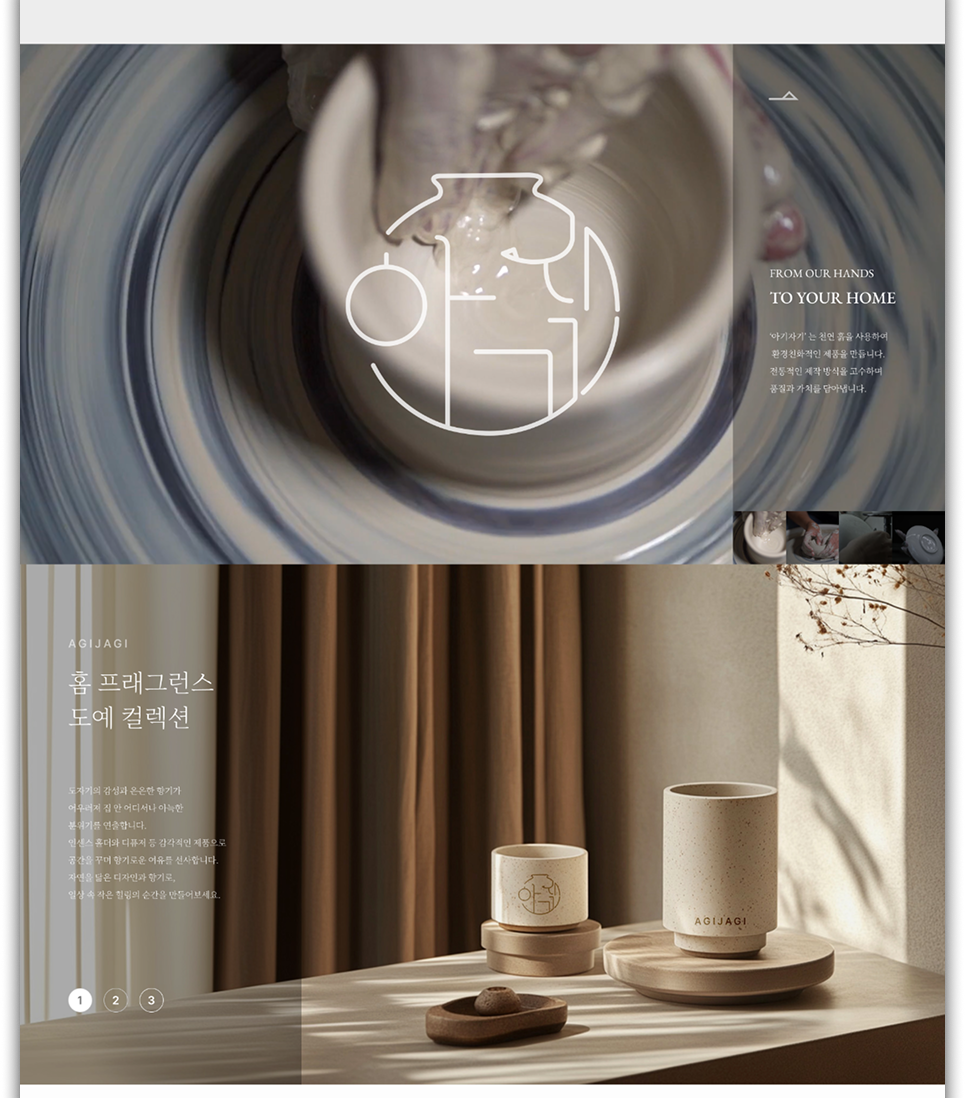 FROM OUR HANDS
TO YOUR HOME
'아기자기' 는 천연 흙을 사용하여
환경친화적인 제품을 만듭니다.
전통적인 제작 방식을 고수하며
품질과 가치를 담아냅니다.
AGIJAGI
홈 프래그런스
도예 컬렉션
도자기의 감성과 은은한 향기가
어우러져 집 안 어디서나 아늑한
분위기를 연출합니다.
인센스 홀더와 디퓨저 등 감각적인 제품으로
공간을 꾸며 향기로운 여유를 선사합니다.
자연을 닮은 디자인과 향기로,
일상 속 작은 힐링의 순간을 만들어보세요.
AGIJAGI
1 2 3